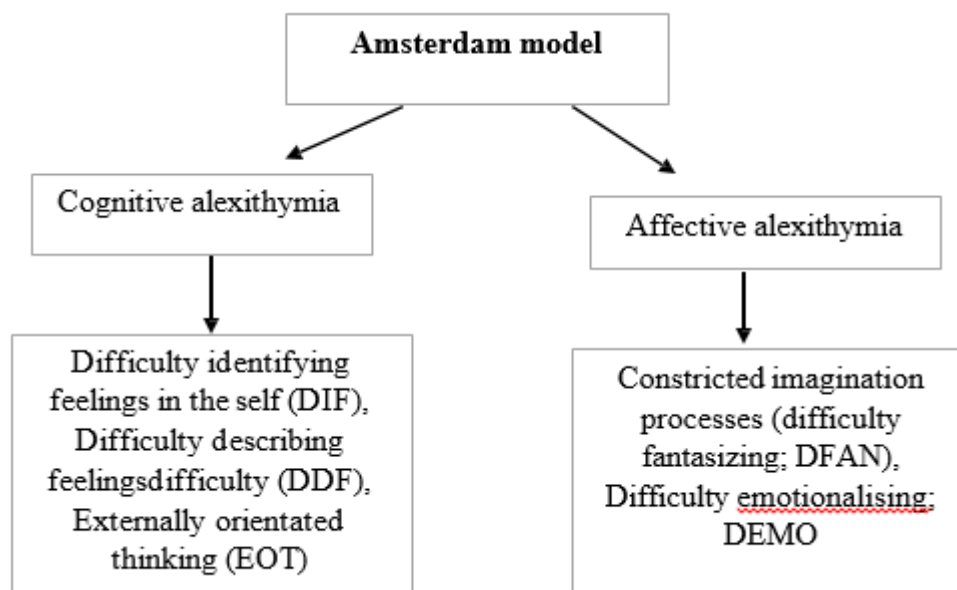 Amsterdam model
Cognitive alexithymia
Affective alexithymia
Difficulty identifying
feelings in the self (DIF),
Difficulty describing
feelingsdifficulty (DDF),
Externally orientated
thinking (EOT)
Constricted imagination
processes (difficulty
fantasizing; DFAN),
Difficulty emotionalising;
DEMO